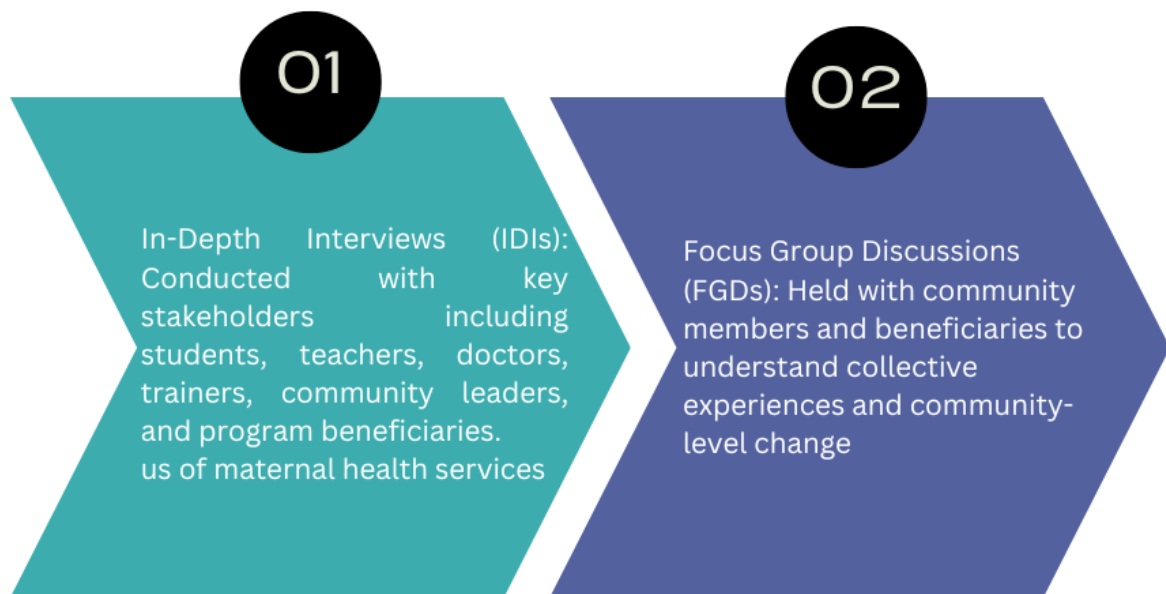 01
In-Depth Interviews (IDIs):
Conducted with key
stakeholders including
students, teachers, doctors,
trainers, community leaders,
and program beneficiaries.
us of maternal health services
02
Focus Group Discussions
(FGDs): Held with community
members and beneficiaries to
understand collective
experiences and community-
level change